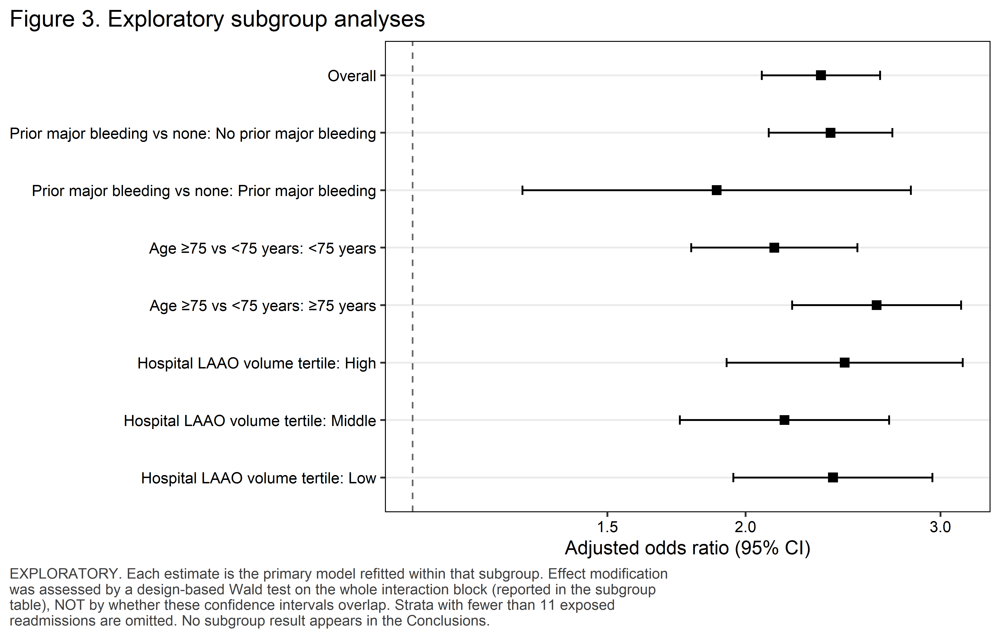 Figure 3. Exploratory subgroup analyses
Overall
Prior major bleeding vs none: No prior major bleeding
Prior major bleeding vs none: Prior major bleeding
Age ≥75 vs <75 years: <75 years
Age ≥75 vs <75 years: ≥75 years
Hospital LAAO volume tertile: High
Hospital LAAO volume tertile: Middle
Hospital LAAO volume tertile: Low
1.5 2.0 3.0
Adjusted odds ratio (95% CI)
EXPLORATORY. Each estimate is the primary model refitted within that subgroup. Effect modification
was assessed by a design-based Wald test on the whole interaction block (reported in the subgroup
table), NOT by whether these confidence intervals overlap. Strata with fewer than 11 exposed
readmissions are omitted. No subgroup result appears in the Conclusions.